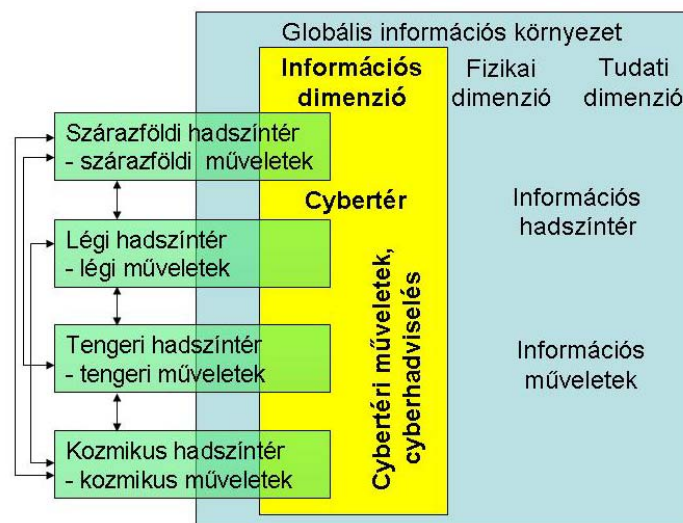 Globális információs környezet
Információs
dimenzió
Fizikai
dimenzió
Tudati
dimenzió
Szárazföldi hadszíntér
- szárazföldi műveletek
Cybertér
Információs
hadszíntér
Légi hadszíntér
- légi műveletek
Cybertéri műveletek,
cyberhadviselés
Tengeri hadszíntér
- tengeri műveletek
Információs
műveletek
Kozmikus hadszíntér
- kozmikus műveletek